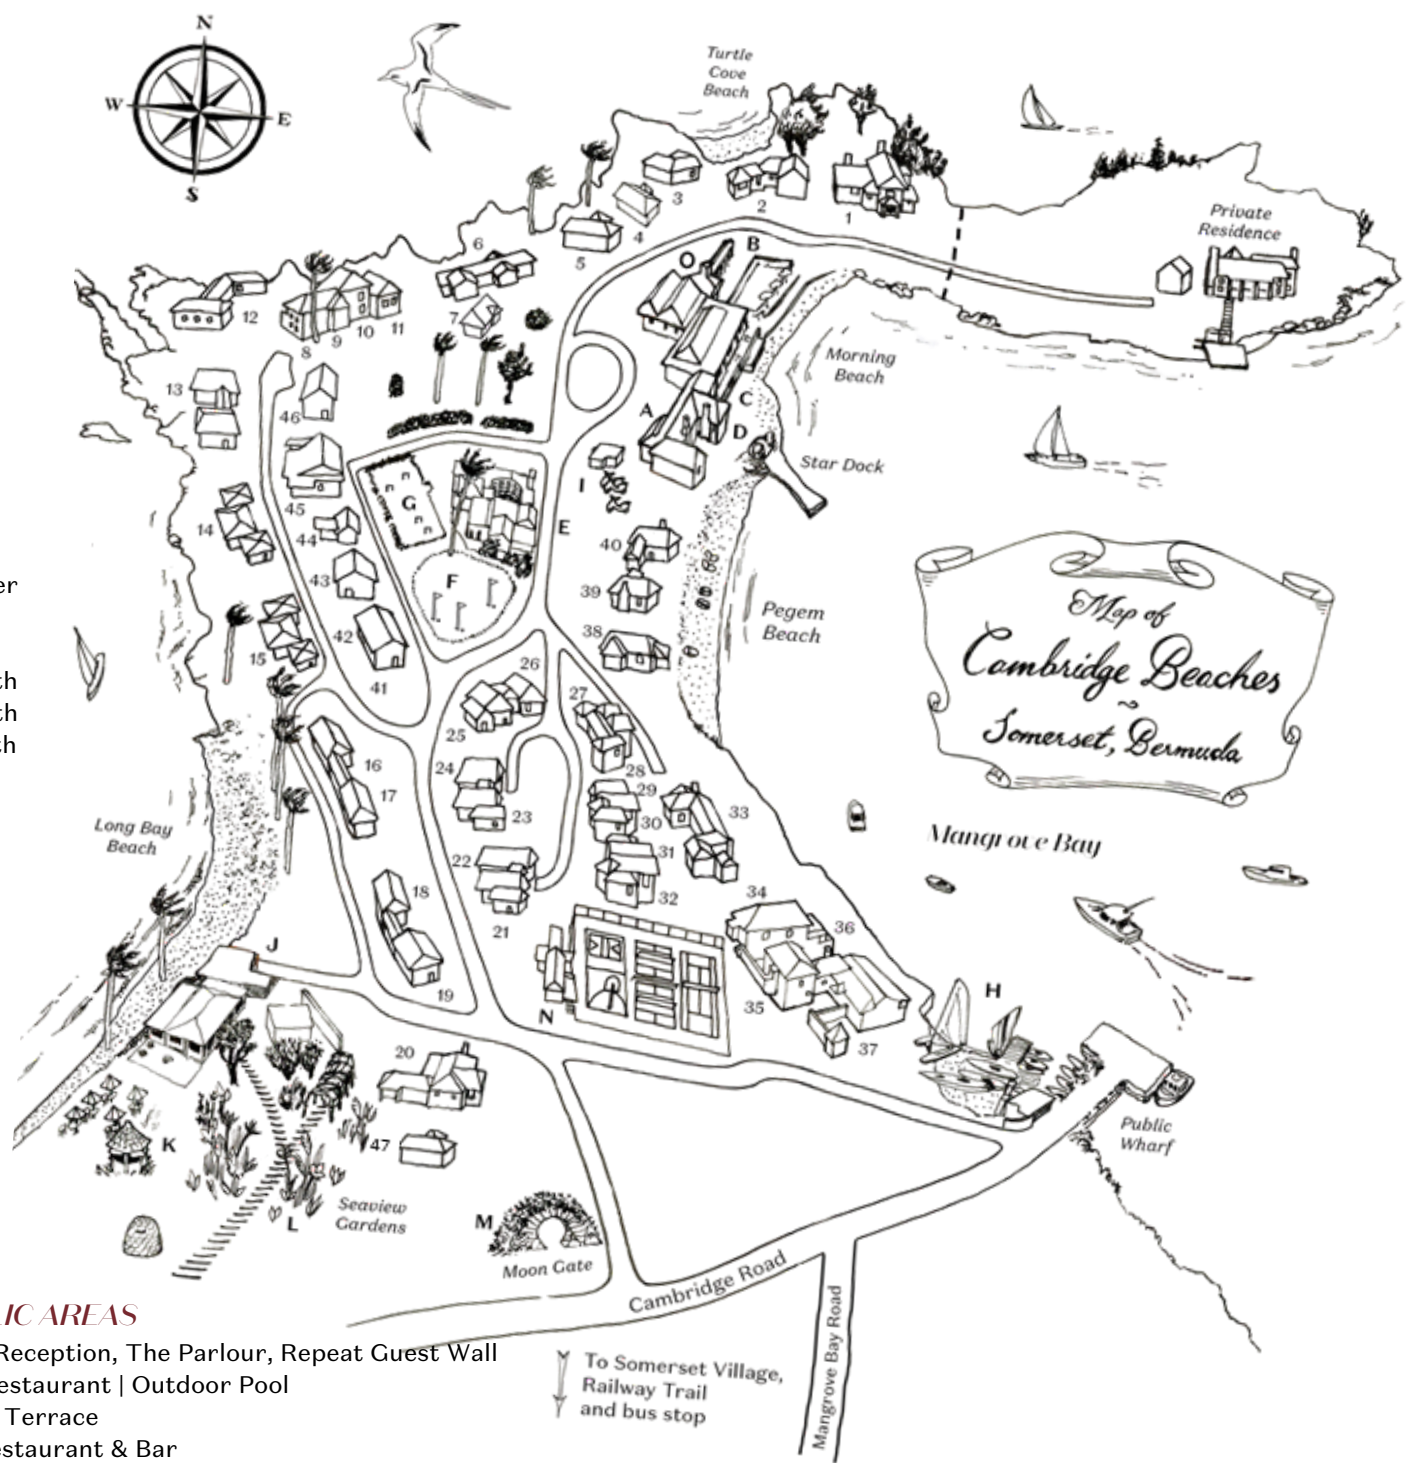 N
W
E
S
Turtle
Cove
Beach
3
2
1
4
5
6
B
O
Private
Residence
12
7
11
10
9
8
13
46
Morning
Beach
A
C
D
Star Dock
I
45
G
E
14
44
40
43
F
39
42
38
15
41
Pegem
Beach
26
27
25
Map of
Cambridge Beaches
~
Somerset, Bermuda
16
24
28
17
29
23
30
33
Long Bay
Beach
31
22
32
18
34
21
36
J
19
N
35
H
37
20
K
47
Public
Wharf
Mangrove Bay
L
Seaview
Gardens
M
Moon Gate
Cambridge Road
Mangrove Bay Road
To Somerset Village,
Railway Trail
and bus stop
er
th
th
th
LIC AREAS
Reception, The Parlour, Repeat Guest Wall
estaurant | Outdoor Pool
Terrace
estaurant & Bar